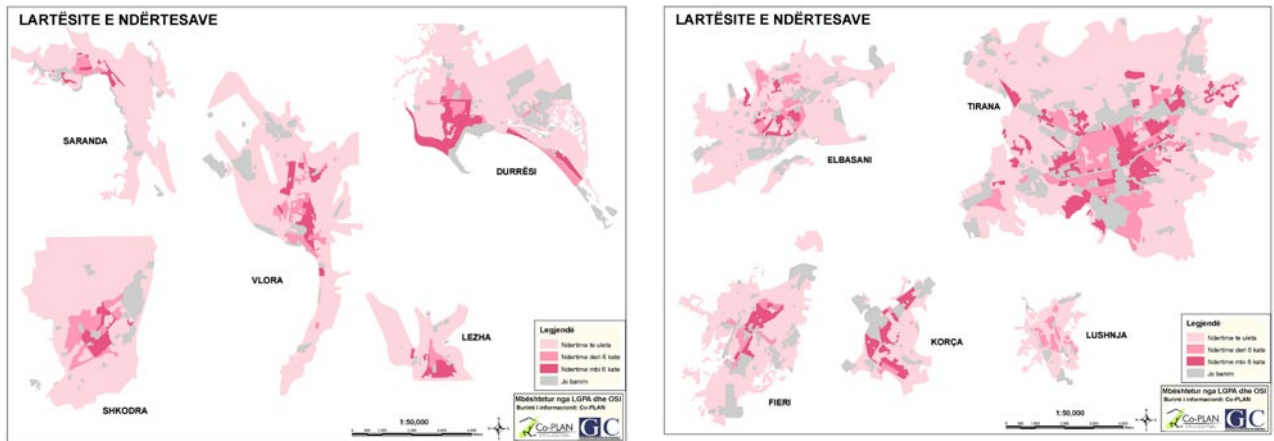 LARTËSITE E NDËRTESAVE
SARANDA
DURRËSI
VLORA
LEZHA
SHKODRA
Legjendë
Ndertime te uleta
Ndertime deri 6 kate
Ndertime mbi 6 kate
Jo banim
Mbështetur nga LGPA dhe OSI
Burimi i informacionit: Co-PLAN
1:50,000
Co-PLAN
GC
LARTËSITE E NDËRTESAVE
TIRANA
ELBASANI
KORÇA
LUSHNJA
FIERI
Legjendë
Ndertime te uleta
Ndertime deri 6 kate
Ndertime mbi 6 kate
Jo banim
Mbështetur nga LGPA dhe OSI
Burimi i informacionit: Co-PLAN
1:50,000
Co-PLAN
GC